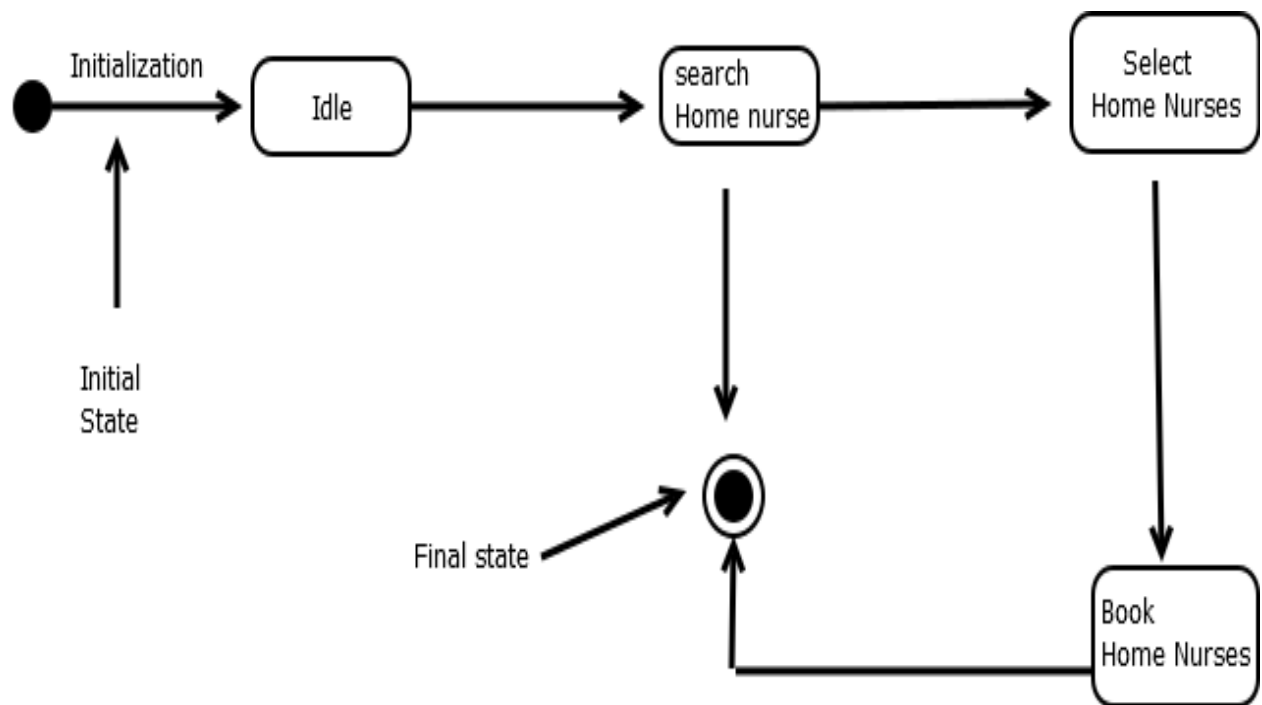 Initialization
Idle
search
Home nurse
Select
Home Nurses
Initial
State
Final state
Book
Home Nurses